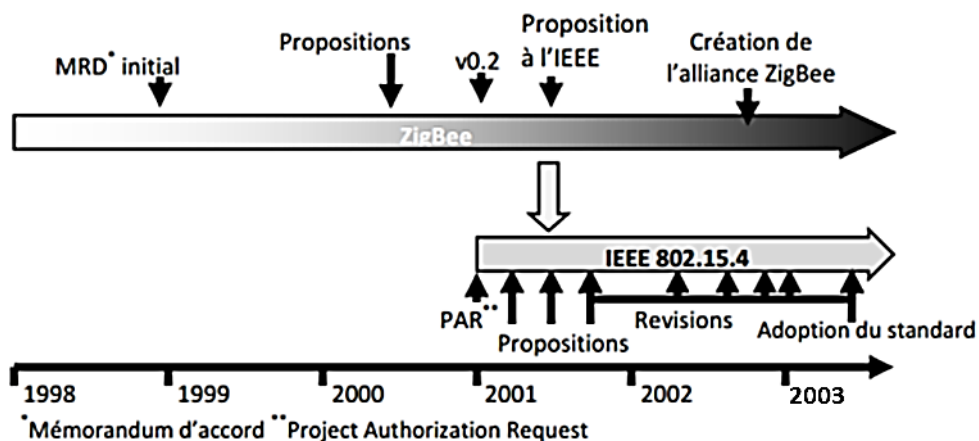 Propositions
Proposition
à l'IEEE
Création de
l'alliance ZigBee
MRD* initial
v0.2
ZigBee
IEEE 802.15.4
PAR**
Propositions
Revisions
Adoption du standard
1998 1999 2000 2001 2002 2003
*Mémorandum d'accord **Project Authorization Request